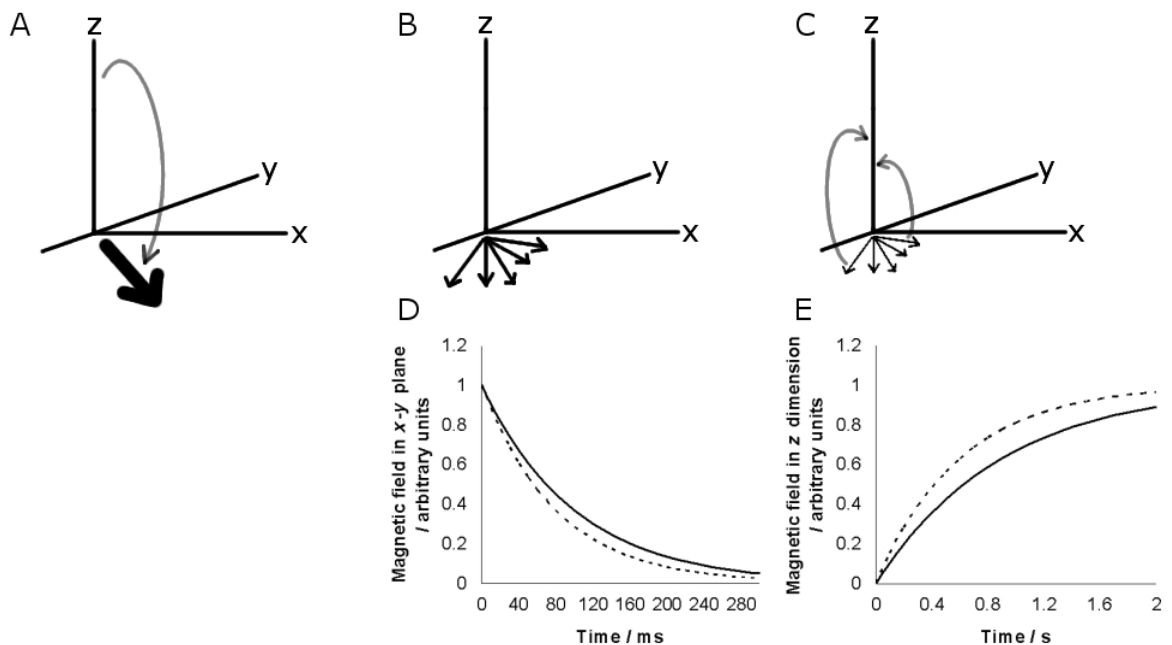 A
z
y
x
B
z
y
x
C
z
y
x
D
Magnetic field in x-y plane
/ arbitrary units
1.2
1
0.8
0.6
0.4
0.2
0
0 40 80 120 160 200 240 280
Time / ms
E
Magnetic field in z dimension
/ arbitrary units
1.2
1
0.8
0.6
0.4
0.2
0
0 0.4 0.8 1.2 1.6 2
Time / s